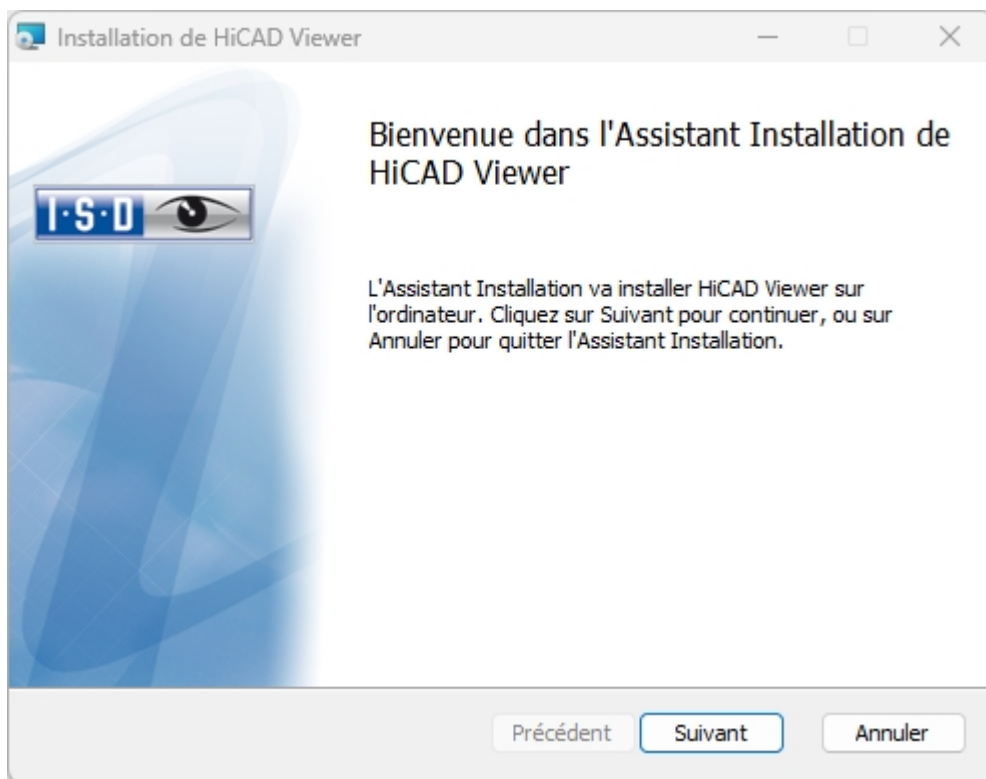 Installation de HiCAD Viewer
Bienvenue dans l'Assistant Installation de
HiCAD Viewer
I·S·D
L'Assistant Installation va installer HiCAD Viewer sur
l'ordinateur. Cliquez sur Suivant pour continuer, ou sur
Annuler pour quitter l'Assistant Installation.
Précédent
Suivant
Annuler